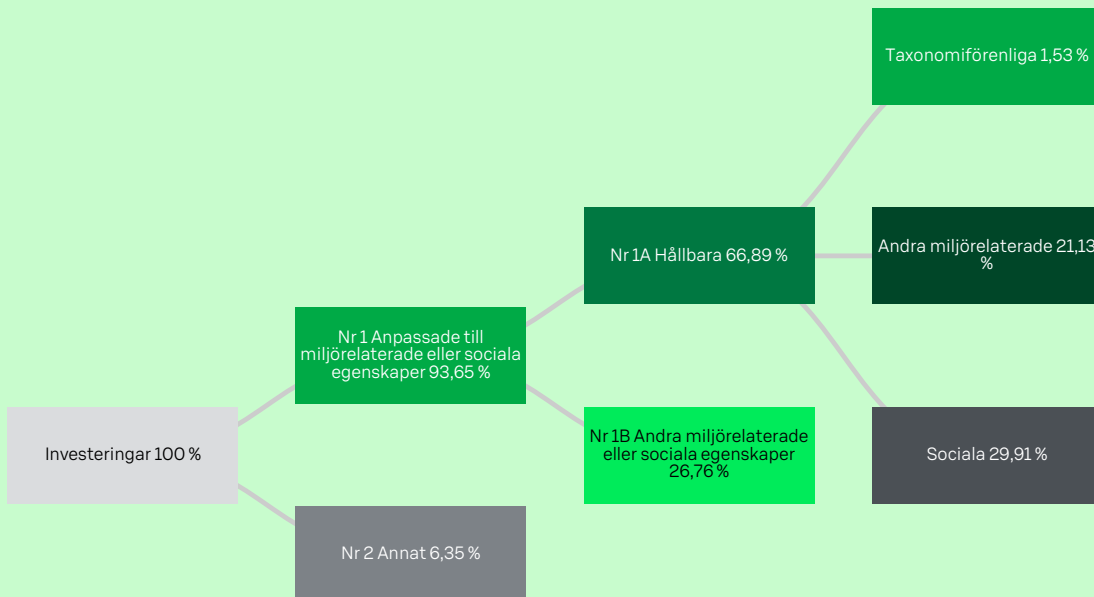 Taxonomiförenliga 1,53 %
Andra miljörelaterade 21,13
%
Nr 1A Hållbara 66,89 %
Nr 1 Anpassade till
miljörelaterade eller sociala
egenskaper 93,65 %
Investeringar 100 %
Nr 1B Andra miljörelaterade
eller sociala egenskaper
26,76 %
Sociala 29,91 %
Nr 2 Annat 6,35 %